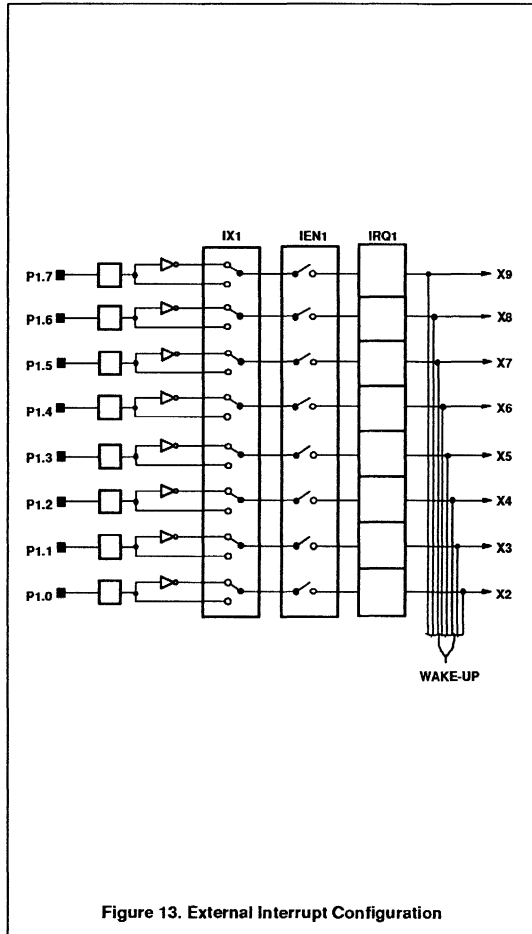 IX1 IEN1 IRQ1
P1.7 X9
P1.6 X8
P1.5 X7
P1.4 X6
P1.3 X5
P1.2 X4
P1.1 X3
P1.0 X2
WAKE-UP
Figure 13. External Interrupt Configuration